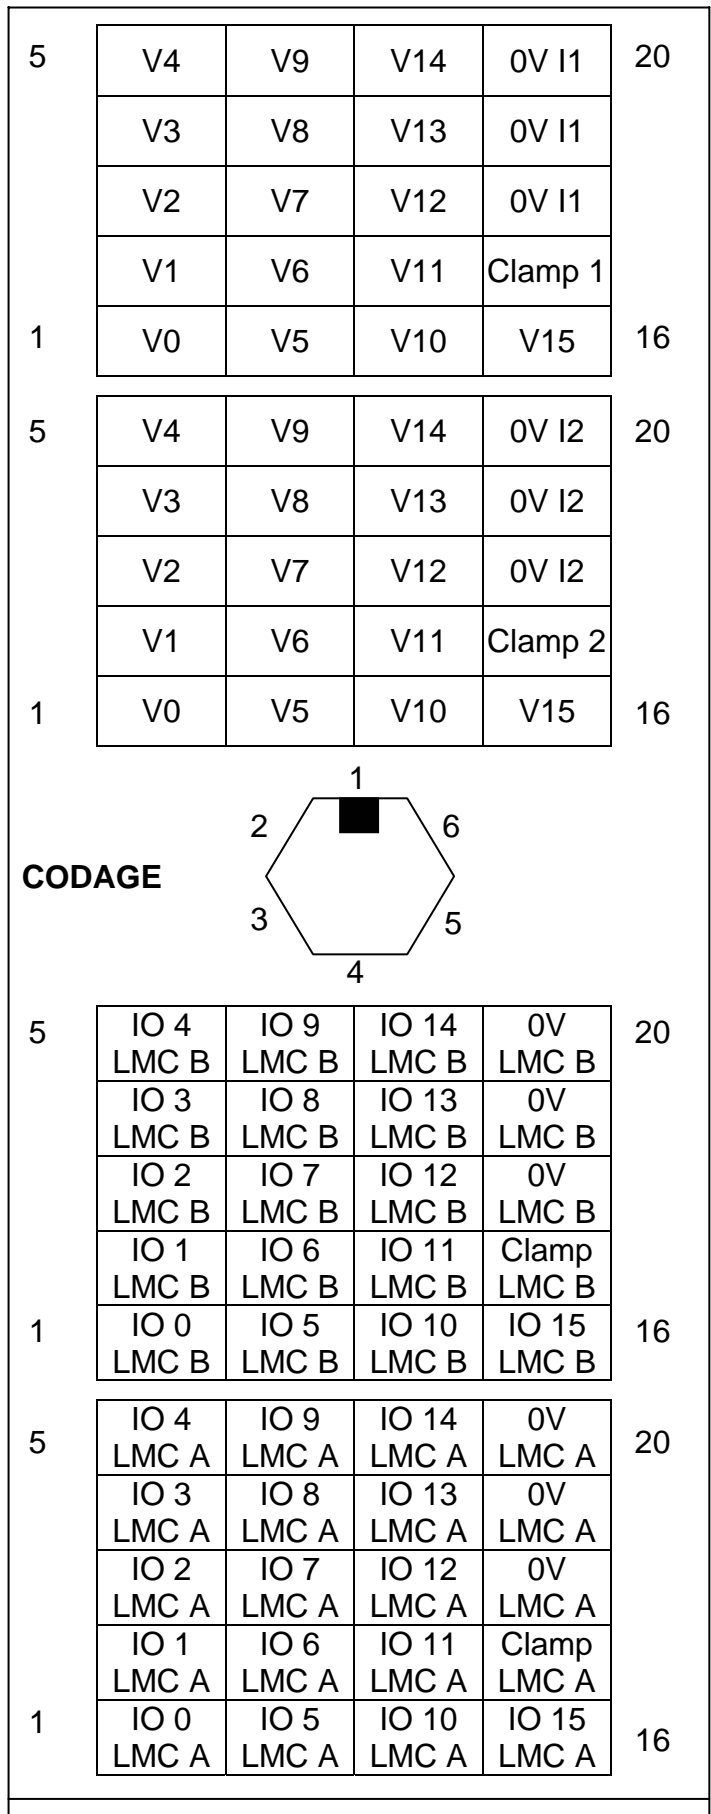 5 V4 V9 V14 0V I1 20
V3 V8 V13 0V I1
V2 V7 V12 0V I1
V1 V6 V11 Clamp 1
1 V0 V5 V10 V15 16
5 V4 V9 V14 0V I2 20
V3 V8 V13 0V I2
V2 V7 V12 0V I2
V1 V6 V11 Clamp 2
1 V0 V5 V10 V15 16
1
2 6
CODAGE
3 5
4
5 IO 4 IO 9 IO 14 0V 20
LMC B LMC B LMC B LMC B
IO 3 IO 8 IO 13 0V
LMC B LMC B LMC B LMC B
IO 2 IO 7 IO 12 0V
LMC B LMC B LMC B LMC B
IO 1 IO 6 IO 11 Clamp
LMC B LMC B LMC B LMC B
1 IO 0 IO 5 IO 10 IO 15 16
LMC B LMC B LMC B LMC B
5 IO 4 IO 9 IO 14 0V 20
LMC A LMC A LMC A LMC A
IO 3 IO 8 IO 13 0V
LMC A LMC A LMC A LMC A
IO 2 IO 7 IO 12 0V
LMC A LMC A LMC A LMC A
IO 1 IO 6 IO 11 Clamp
LMC A LMC A LMC A LMC A
1 IO 0 IO 5 IO 10 IO 15 16
LMC A LMC A LMC A LMC A